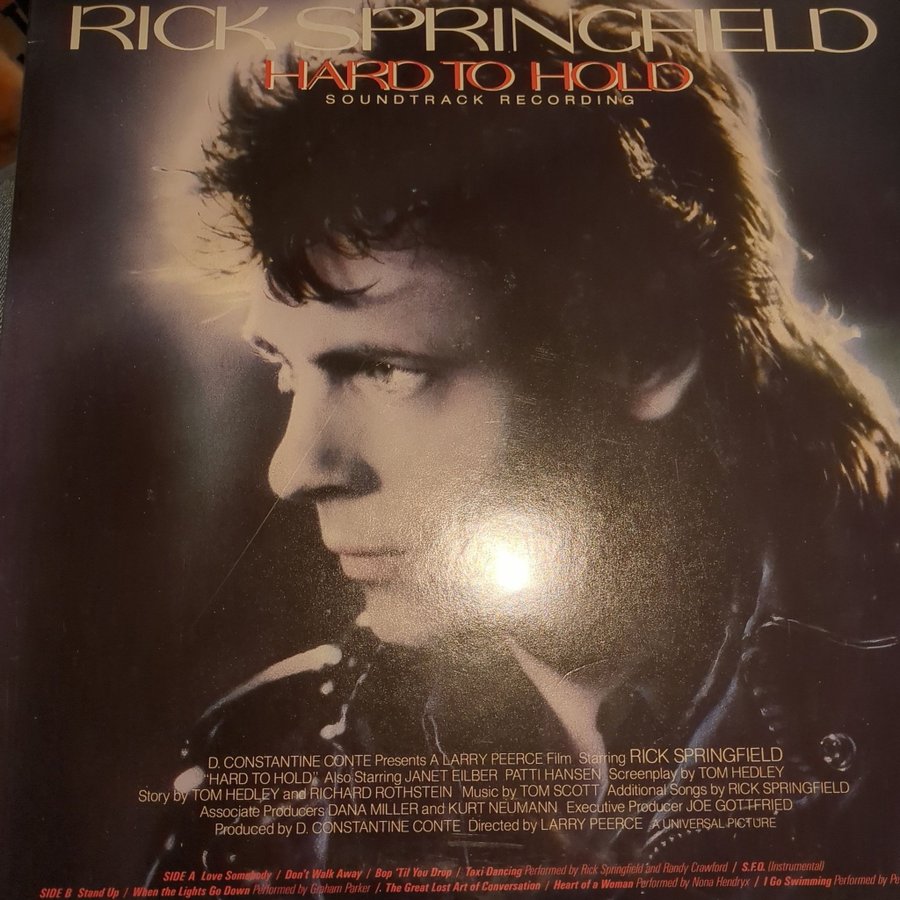 RICK SPRINGFIELD
HARD TO HOLD
SOUNDTRACK RECORDING
D. CONSTANTINE CONTE Presents A LARRY PEERCE Film Starring RICK SPRINGFIELD
"HARD TO HOLD" Also Starring JANET EILBER PATTI HANSEN Screenplay by TOM HEDLEY
Story by TOM HEDLEY and RICHARD ROTHSTEIN Music by TOM SCOTT Additional Songs by RICK SPRINGFIELD
Associate Producers DANA MILLER and KURT NEUMANN Executive Producer JOE GOTTFRIED
Produced by D. CONSTANTINE CONTE Directed by LARRY PEERCE A UNIVERSAL PICTURE
SIDE A Love Somebody / Don't Walk Away / Bop 'Til You Drop / Taxi Dancing Performed by Rick Springfield and Randy Crawford / S.F.O. (Instrumental)
SIDE B Stand Up / When the Lights Go Down Performed by Graham Parker / . The Great Lost Art of Conversation / Heart of a Woman Performed by Nona Hendryx / I Go Swimming Performed by